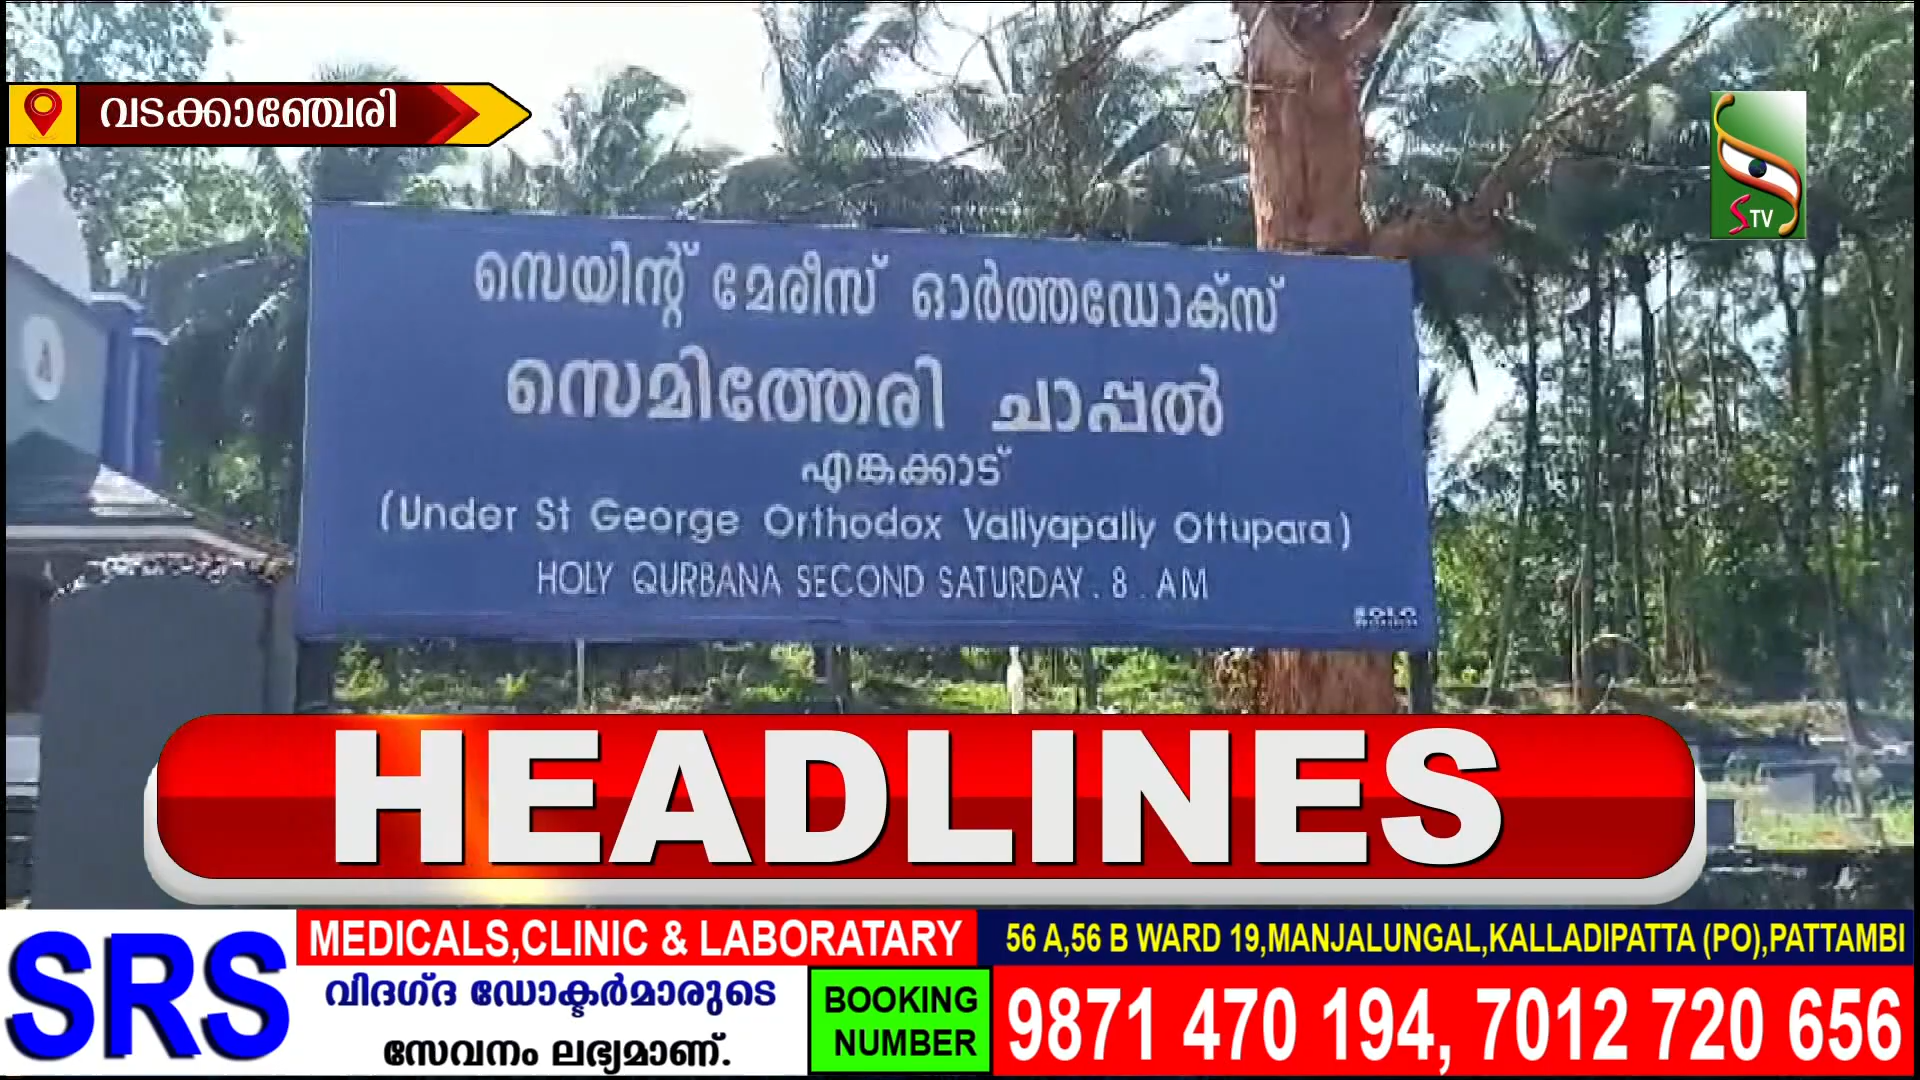 വടക്കാഞ്ചേരി
STV
സെയിന്റ് മേരീസ് ഓർത്തഡോക്സ്
സെമിത്തേരി ചാപ്പൽ
എങ്കക്കാട്
(Under St George Orthodox Valiyapally Ottupara)
HOLY QURBANA SECOND SATURDAY . 8 . AM
HEADLINES
SRS
MEDICALS,CLINIC & LABORATARY
56 A,56 B WARD 19,MANJALUNGAL,KALLADIPATTA (PO),PATTAMBI
വിദഗ്ദ ഡോക്ടർമാരുടെ
സേവനം ലഭ്യമാണ്.
BOOKING
NUMBER
9871 470 194, 7012 720 656